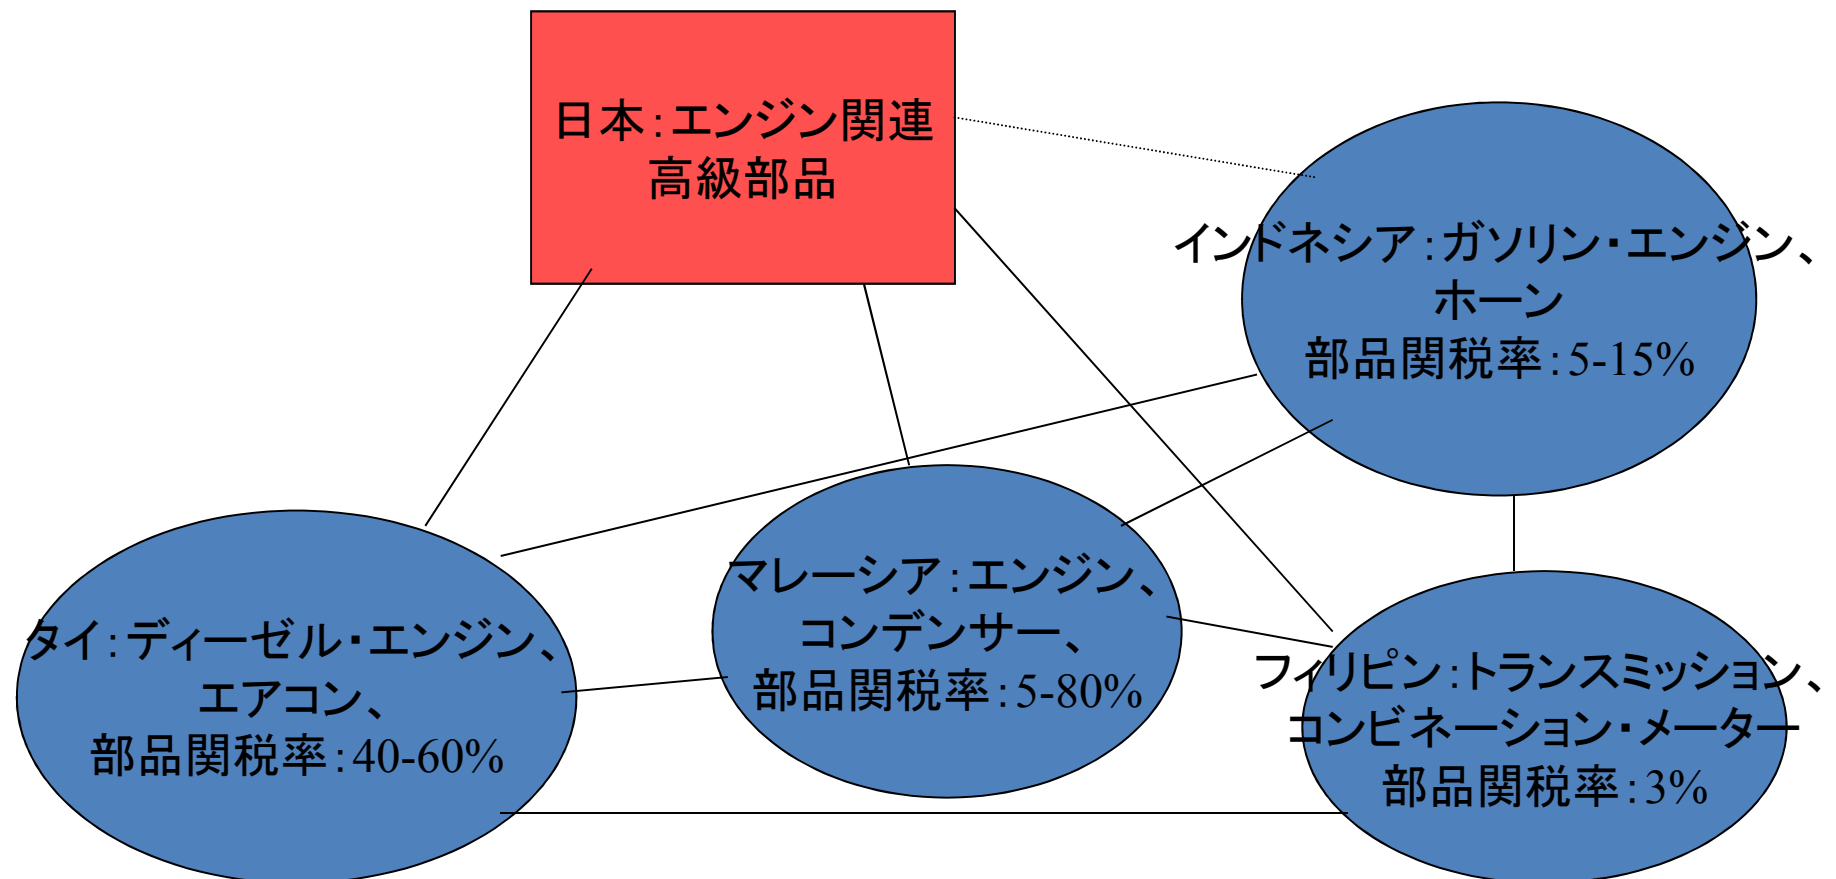 日本：エンジン関連
高級部品
インドネシア：ガソリン・エンジン、
ホーン
部品関税率：5-15%
マレーシア：エンジン、
コンデンサー、
部品関税率：5-80%
タイ：ディーゼル・エンジン、
エアコン、
部品関税率：40-60%
フィリピン：トランスミッション、
コンビネーション・メーター
部品関税率：3%